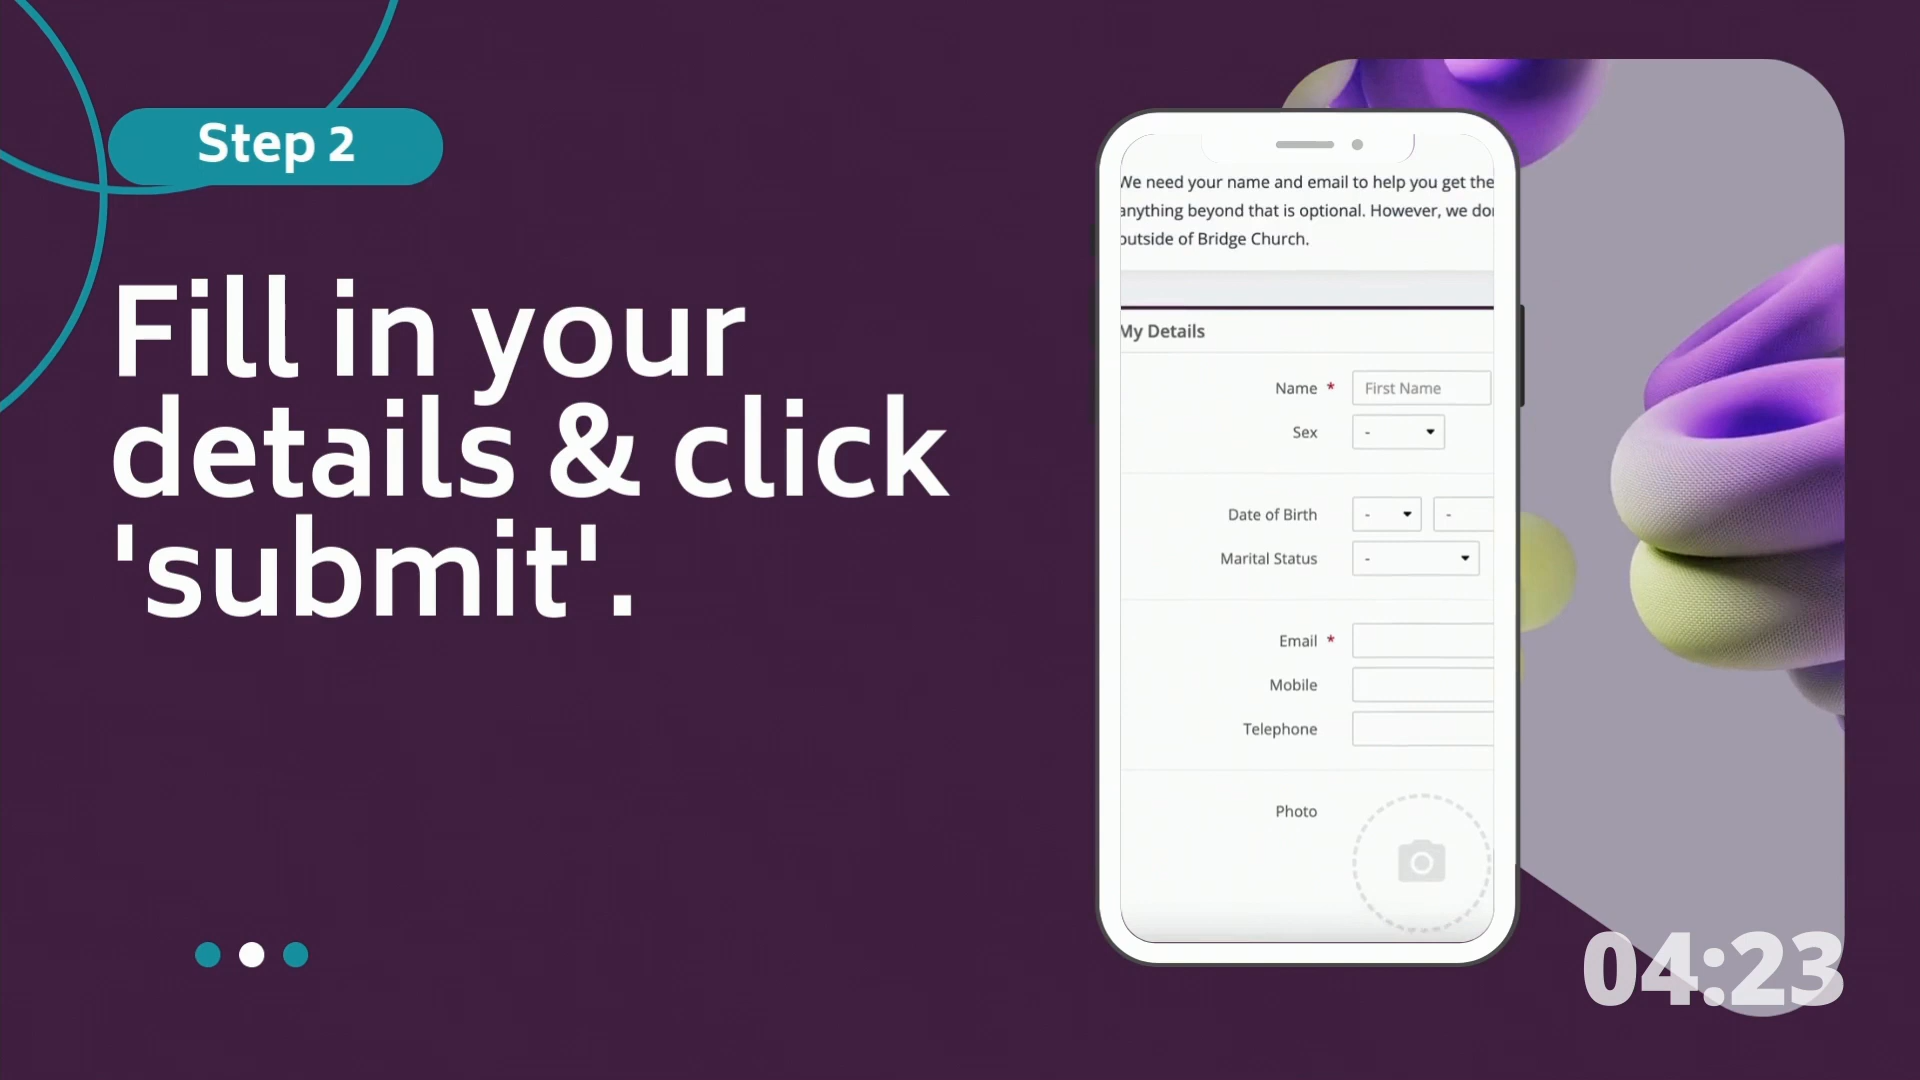 Step 2
Fill in your
details & click
'submit'.
We need your name and email to help you get the
anything beyond that is optional. However, we
outside of Bridge Church.
My Details
Name * First Name
Sex -
Date of Birth - -
Marital Status -
Email *
Mobile
Telephone
Photo
04:23